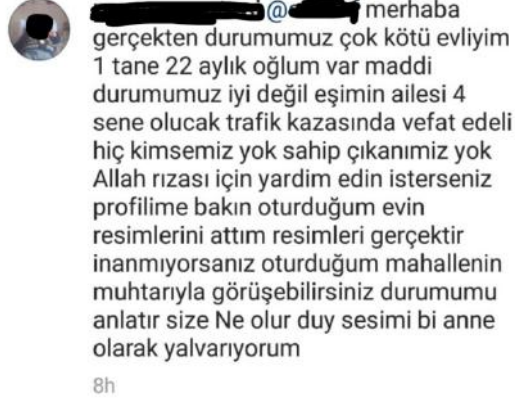 @ merhaba
gerçekten durumumuz çok kötü evliyim
1 tane 22 aylık oğlum var maddi
durumumuz iyi değil eşimin ailesi 4
sene olucak trafik kazasında vefat edeli
hiç kimsemiz yok sahip çıkanımiz yok
Allah rızası için yardim edin isterseniz
profilime bakın oturduğum evin
resimlerini attım resimleri gerçektir
inanmıyorsanız oturduğum mahallenin
muhtarıyla görüşebilirsiniz durumumu
anlatır size Ne olur duy sesimi bi anne
olarak yalvarıyorum
8h